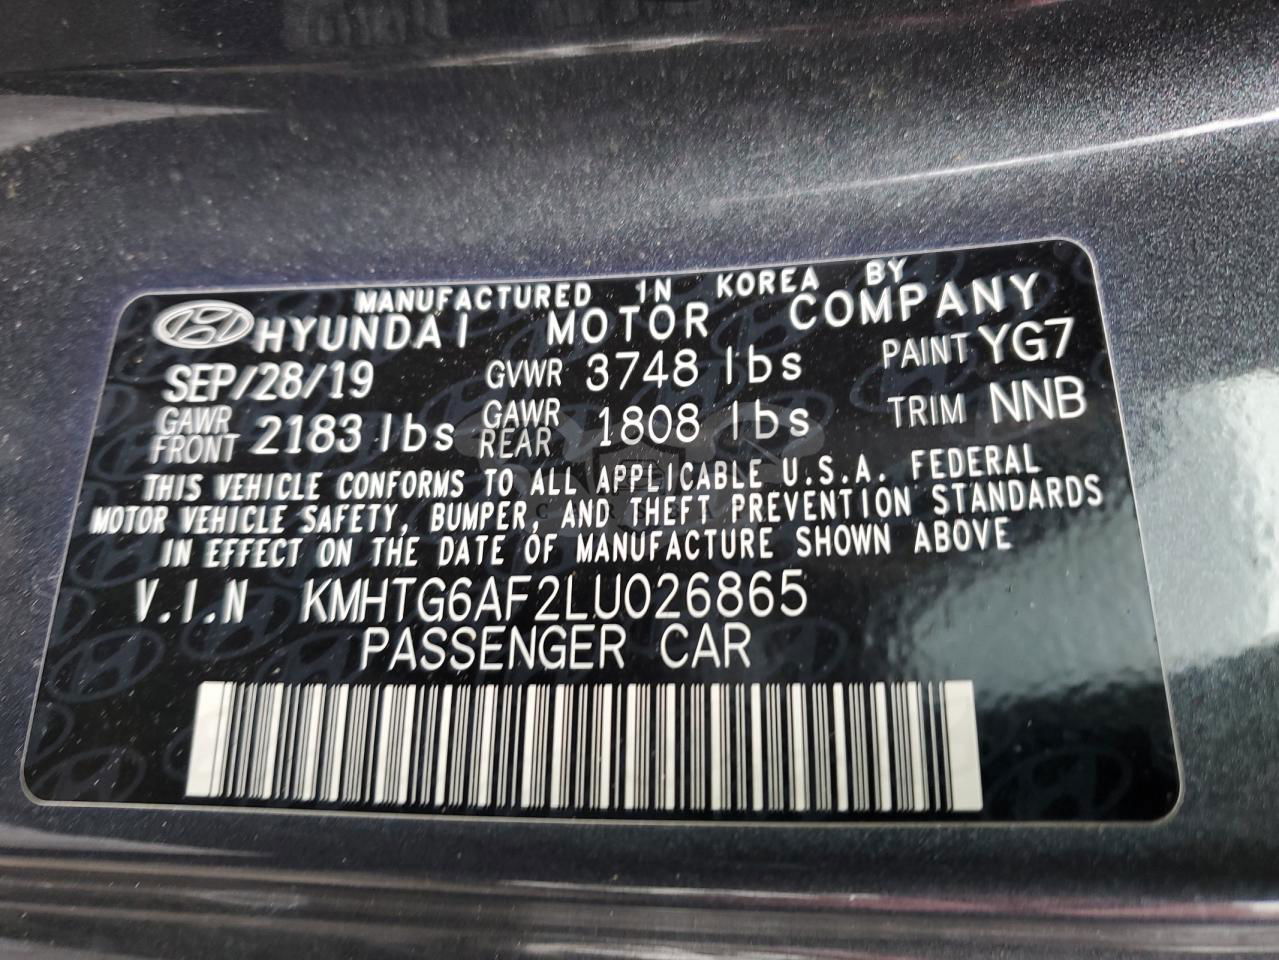 MANUFACTURED IN KOREA BY
HYUNDAI MOTOR COMPANY
SEP/28/19 GVWR 3748 lbs PAINT YG7
GAWR FRONT 2183 lbs GAWR REAR 1808 lbs TRIM NNB
THIS VEHICLE CONFORMS TO ALL APPLICABLE U.S.A. FEDERAL
MOTOR VEHICLE SAFETY, BUMPER, AND THEFT PREVENTION STANDARDS
IN EFFECT ON THE DATE OF MANUFACTURE SHOWN ABOVE
V.I.N KMHTG6AF2LU026865
PASSENGER CAR